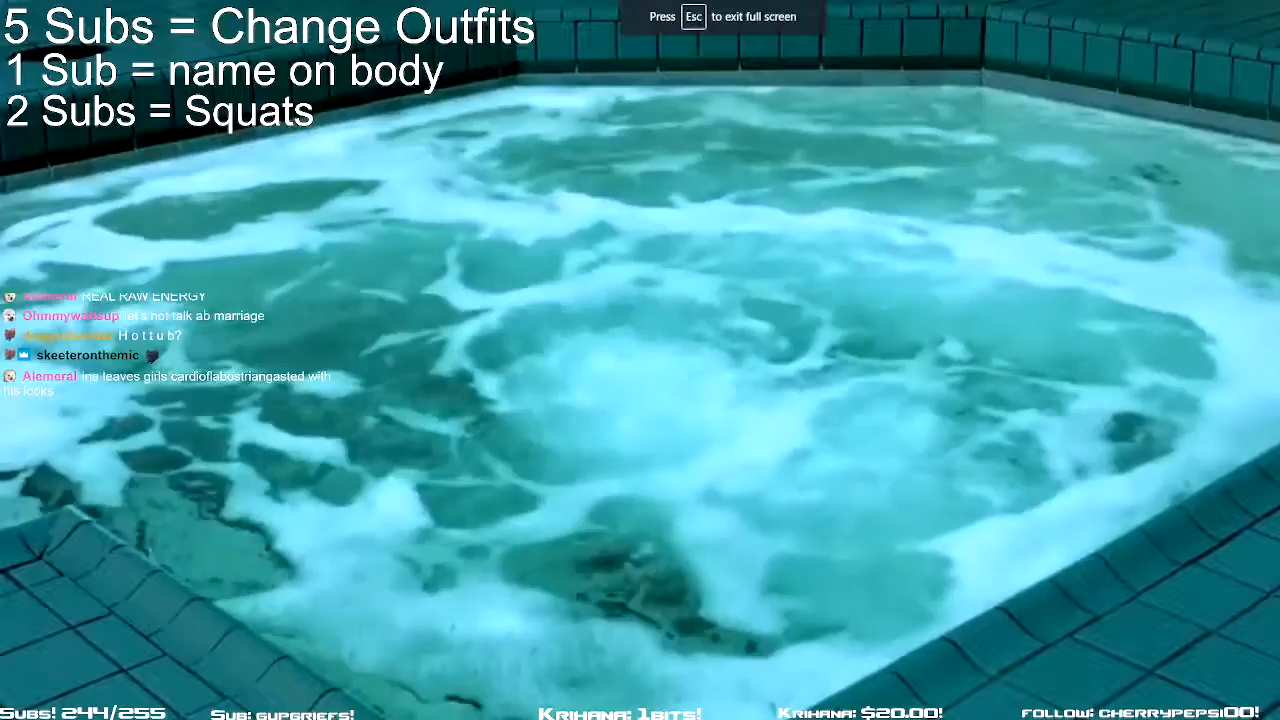 5 Subs = Change Outfits
Press Esc to exit full screen
1 Sub = name on body
2 Subs = Squats
REAL RAW ENERGY
Ohmmywattsup let's not talk ab marriage
H o t t u b?
skeeteronthemic
Alemeral ina leaves girls cardioflabostriangasted with
his looks
Subs! 244/255
Sub: gupgriefs!
Krihana: 1bits!
Krihana: $20.00!
follow: cherrypepsi00!